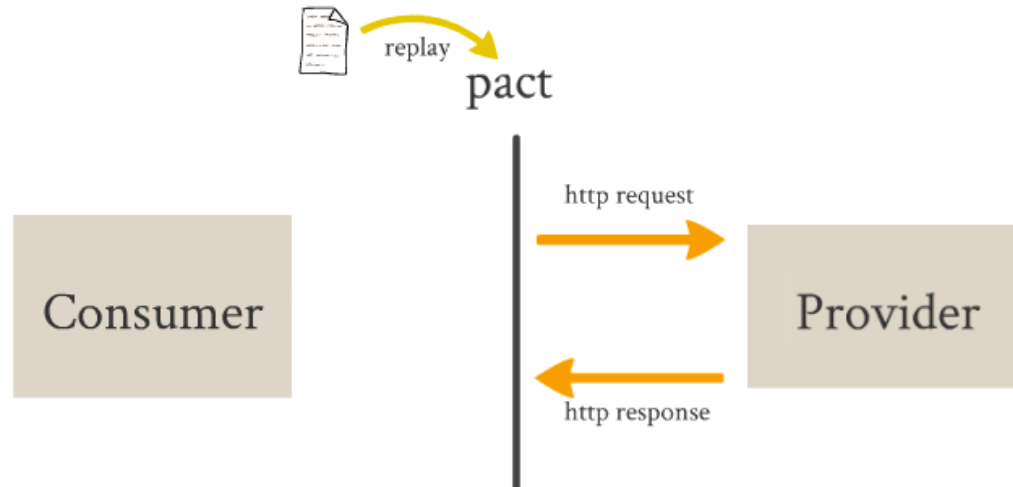 replay
pact
http request
Consumer
Provider
http response